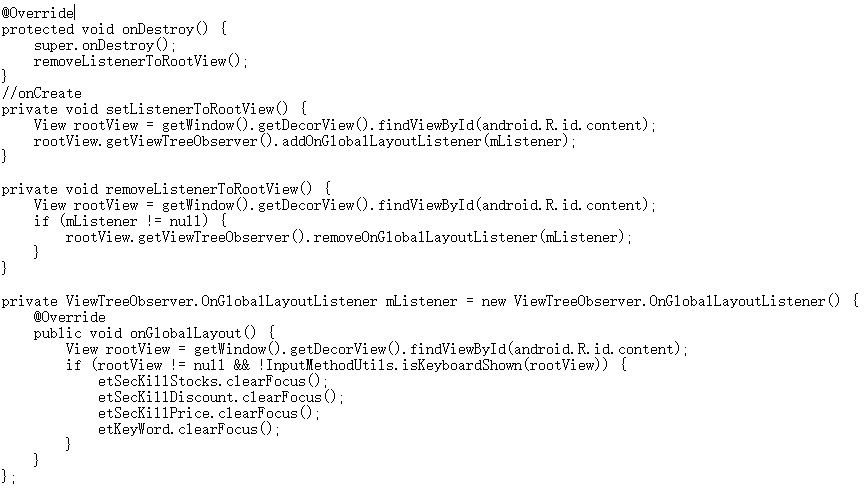 @Override
protected void onDestroy() {
    super.onDestroy();
    removeListenerToRootView();
}
//onCreate
private void setListenerToRootView() {
    View rootView = getWindow().getDecorView().findViewById(android.R.id.content);
    rootView.getViewTreeObserver().addOnGlobalLayoutListener(mListener);
}

private void removeListenerToRootView() {
    View rootView = getWindow().getDecorView().findViewById(android.R.id.content);
    if (mListener != null) {
        rootView.getViewTreeObserver().removeOnGlobalLayoutListener(mListener);
    }
}

private ViewTreeObserver.OnGlobalLayoutListener mListener = new ViewTreeObserver.OnGlobalLayoutListener() {
    @Override
    public void onGlobalLayout() {
        View rootView = getWindow().getDecorView().findViewById(android.R.id.content);
        if (rootView != null && !InputMethodUtils.isKeyboardShown(rootView)) {
            etSecKillStocks.clearFocus();
            etSecKillDiscount.clearFocus();
            etSecKillPrice.clearFocus();
            etKeyWord.clearFocus();
        }
    }
};